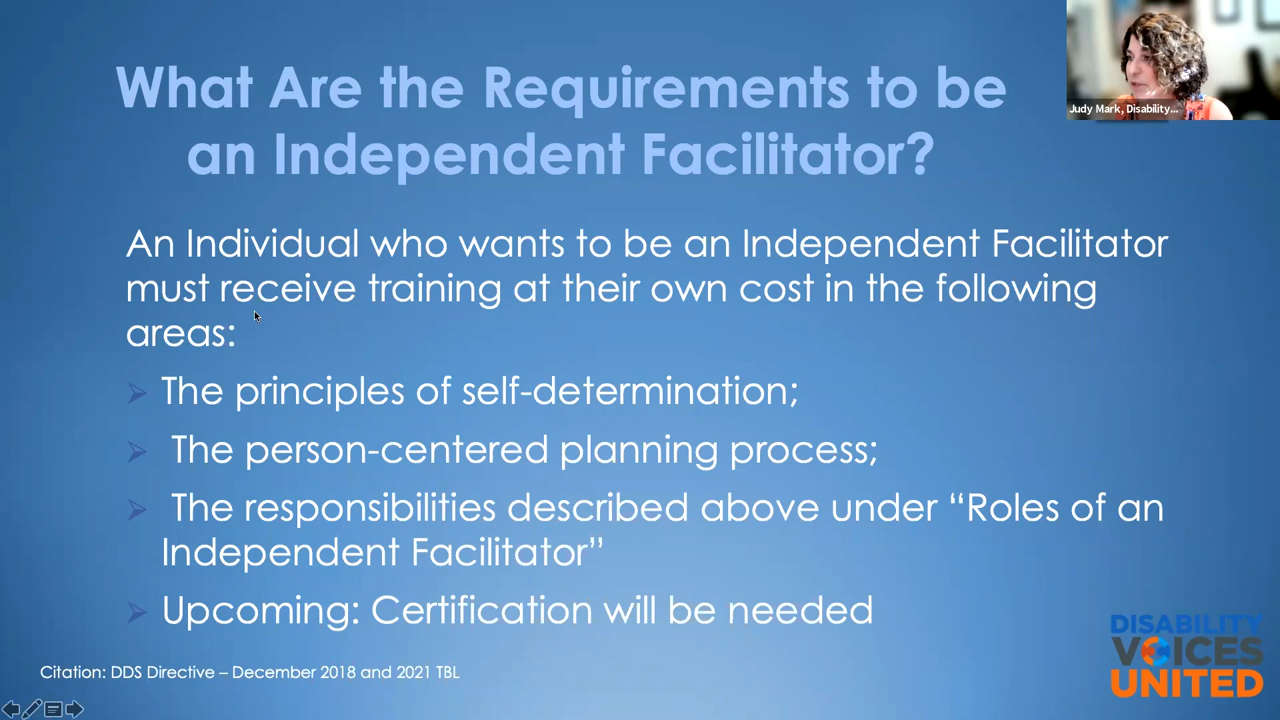 What Are the Requirements to be
an Independent Facilitator?
Judy Mark, Disability...
An Individual who wants to be an Independent Facilitator
must receive training at their own cost in the following
areas:
The principles of self-determination;
The person-centered planning process;
The responsibilities described above under “Roles of an
Independent Facilitator”
Upcoming: Certification will be needed
Citation: DDS Directive – December 2018 and 2021 TBL
DISABILITY
VOICES
UNITED